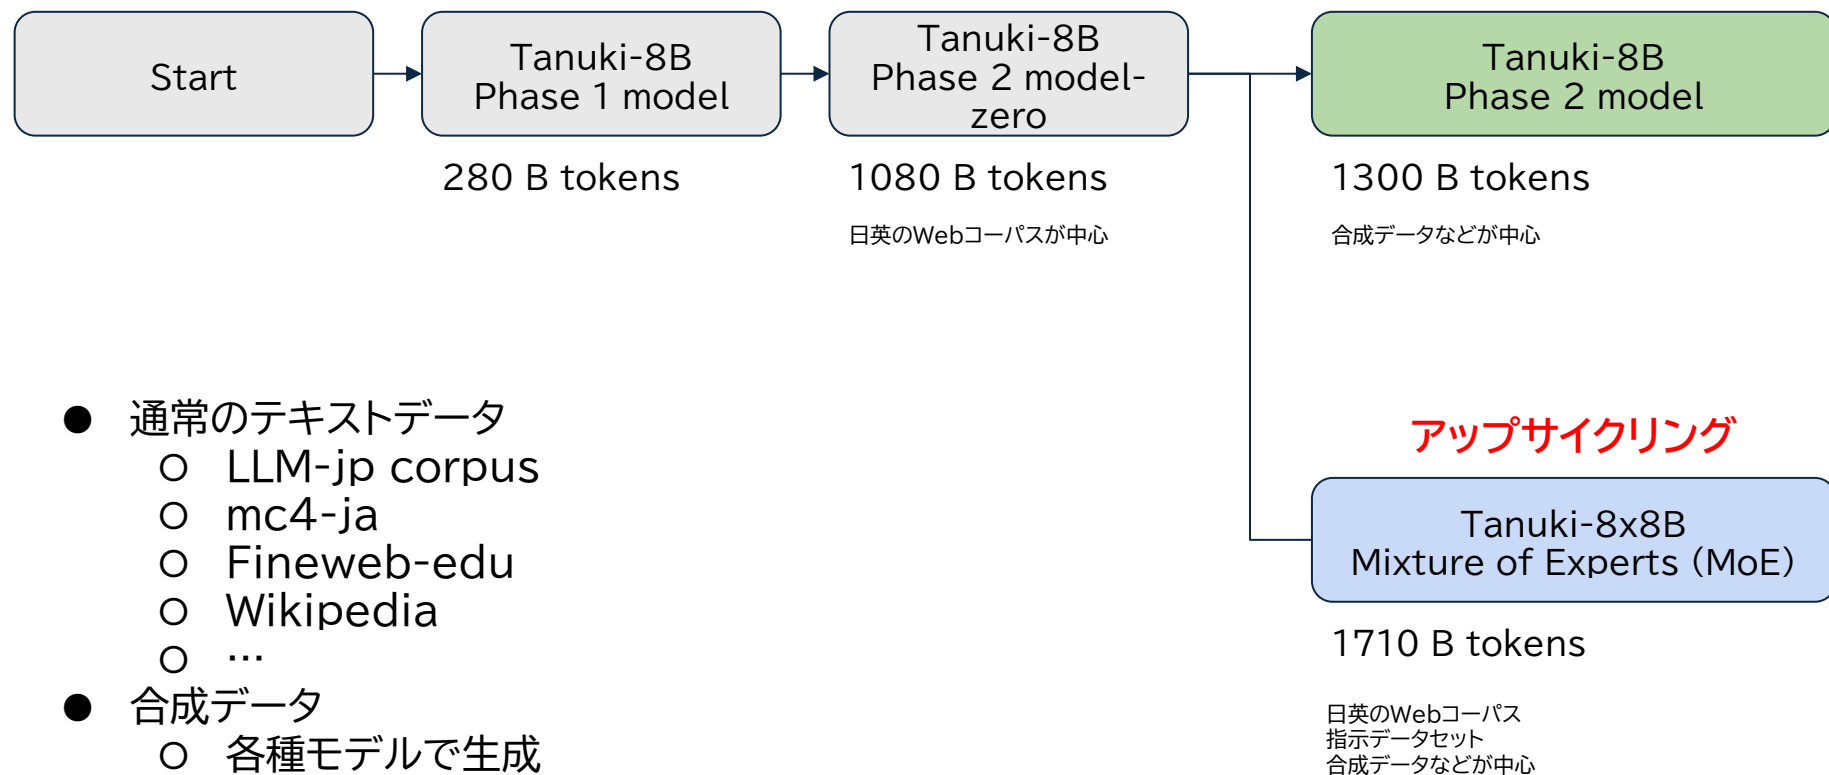 Start
Tanuki-8B
Phase 1 model
280 B tokens
Tanuki-8B
Phase 2 model-
zero
1080 B tokens
日英のWebコーパスが中心
Tanuki-8B
Phase 2 model
1300 B tokens
合成データなどが中心
アップサイクリング
Tanuki-8x8B
Mixture of Experts (MoE)
1710 B tokens
日英のWebコーパス
指示データセット
合成データなどが中心
● 通常のテキストデータ
○ LLM-jp corpus
○ mc4-ja
○ Fineweb-edu
○ Wikipedia
○ …
● 合成データ
○ 各種モデルで生成